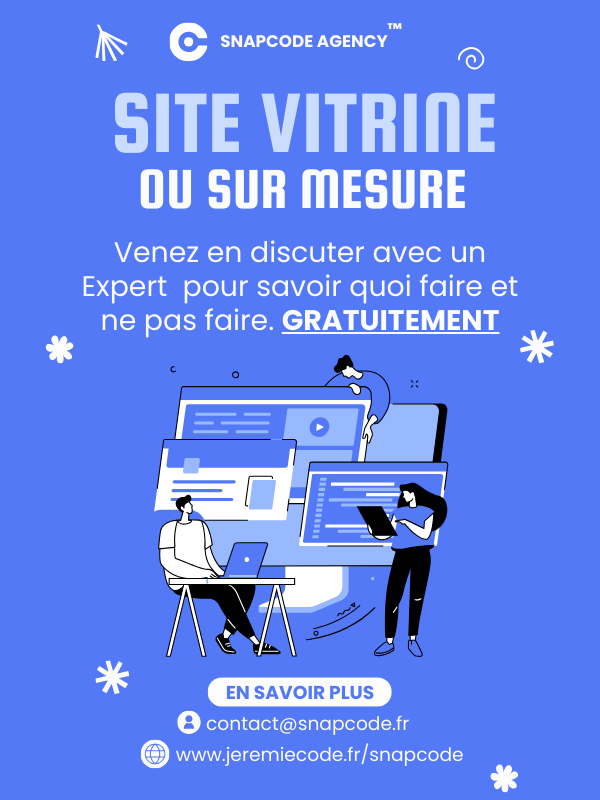 SNAPCODE AGENCY™
SITE VITRINE
OU SUR MESURE
Venez en discuter avec un
Expert pour savoir quoi faire et
ne pas faire. GRATUITEMENT
EN SAVOIR PLUS
contact@snapcode.fr
www.jeremiecode.fr/snapcode